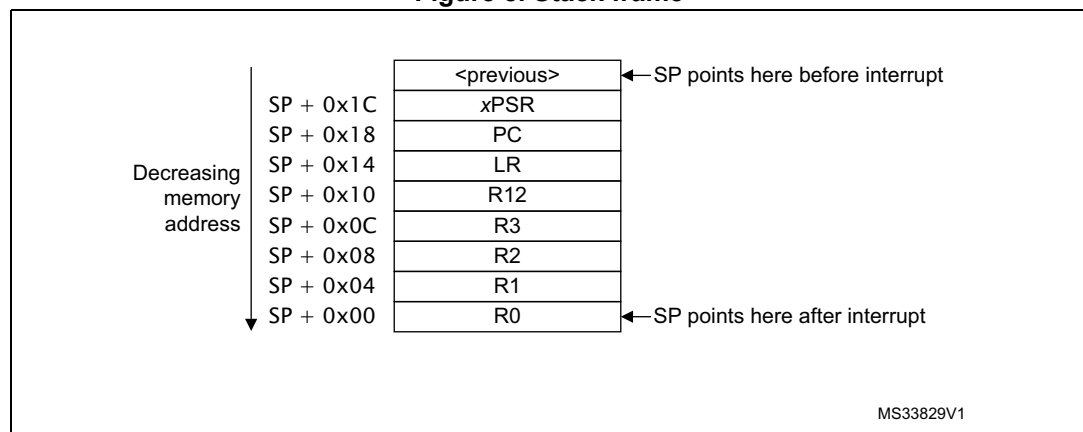 <previous>
SP points here before interrupt
SP + 0x1C
xPSR
SP + 0x18
PC
SP + 0x14
LR
SP + 0x10
R12
SP + 0x0C
R3
SP + 0x08
R2
SP + 0x04
R1
SP + 0x00
R0
SP points here after interrupt
Decreasing
memory
address
MS33829V1